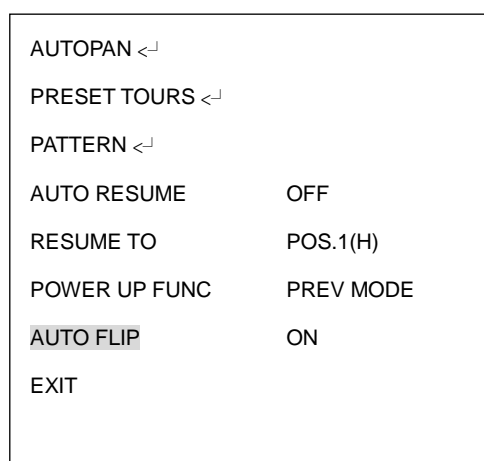 AUTOPAN <┘
PRESET TOURS <┘
PATTERN <┘
AUTO RESUME OFF
RESUME TO POS.1(H)
POWER UP FUNC PREV MODE
AUTO FLIP ON
EXIT